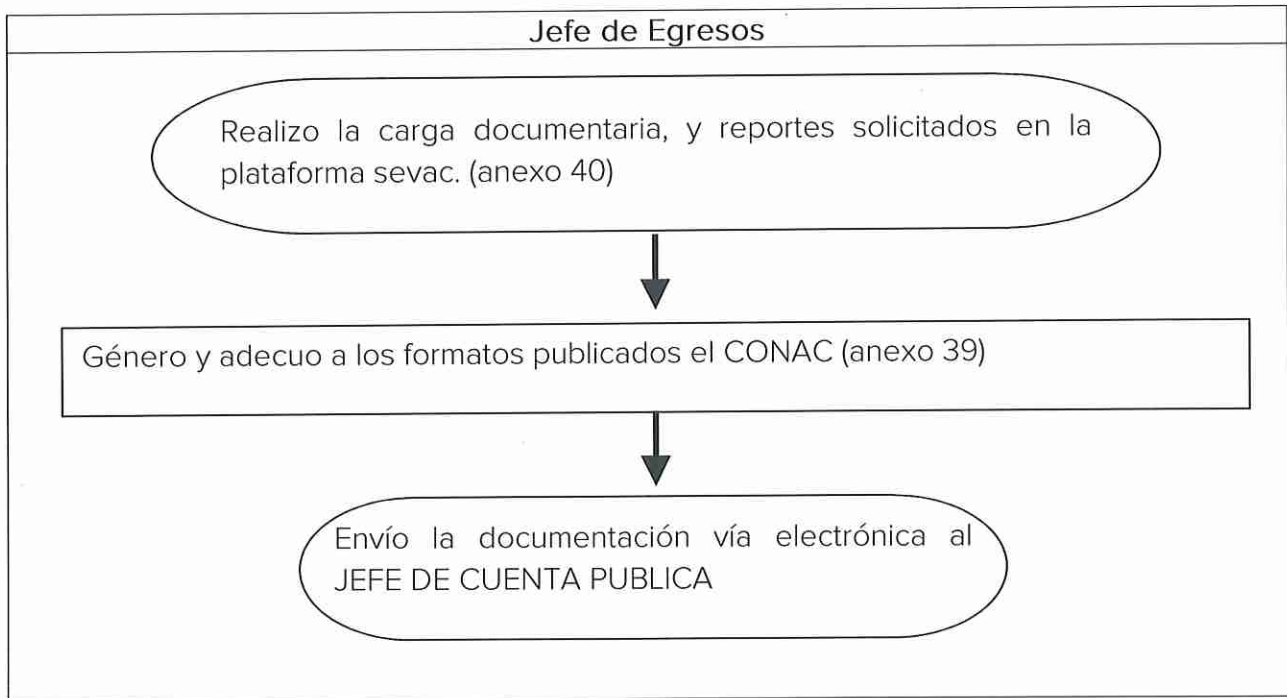 Jefe de Egresos
Realizo la carga documentaria, y reportes solicitados en la
plataforma sevac. (anexo 40)
Género y adecuo a los formatos publicados el CONAC (anexo 39)
Envío la documentación vía electrónica al
JEFE DE CUENTA PUBLICA